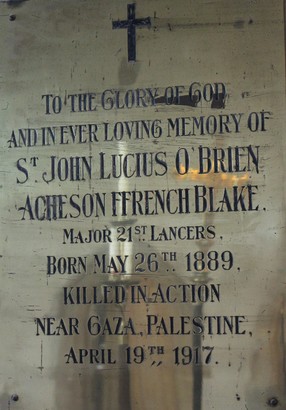 TO THE GLORY OF GOD
AND IN EVER LOVING MEMORY OF
ST. JOHN LUCIUS O'BRIEN
ACHESON FFRENCH BLAKE.
MAJOR 21ST. LANCERS.
BORN MAY 26TH.. 1889.
KILLED IN ACTION
NEAR GAZA, PALESTINE,
APRIL 19TH.. 1917.